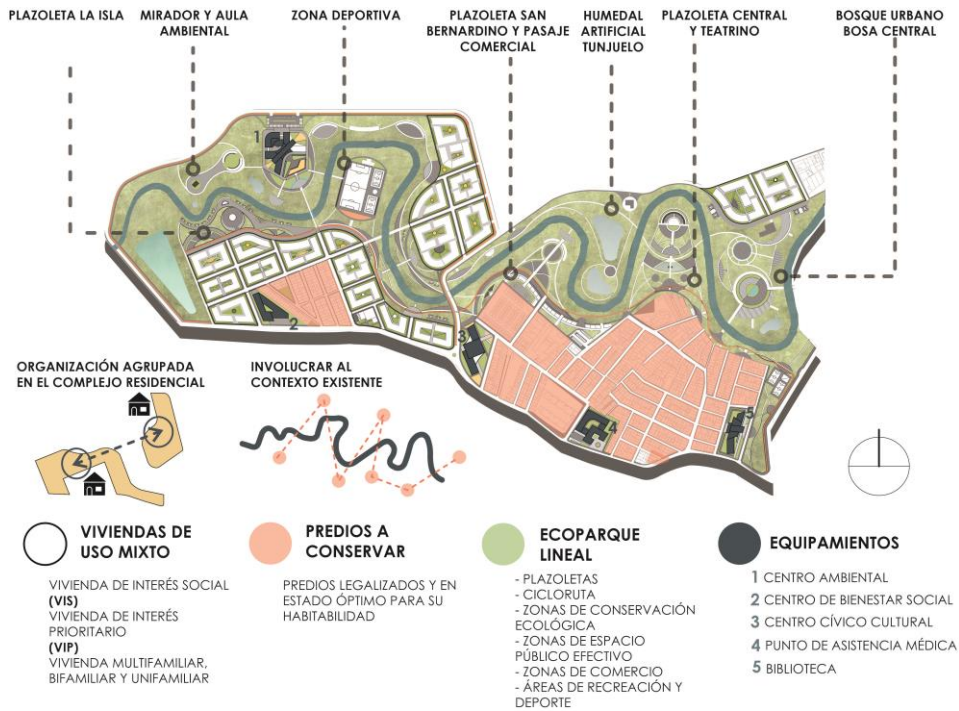 PLAZOLETA LA ISLA
MIRADOR Y AULA
AMBIENTAL
ZONA DEPORTIVA
PLAZOLETA SAN
BERNARDINO Y PASAJE
COMERCIAL
HUMEDAL
ARTIFICIAL
TUNJUELO
PLAZOLETA CENTRAL
Y TEATRINO
BOSQUE URBANO
BOSA CENTRAL
1
2
3
4
5
ORGANIZACIÓN AGRUPADA
EN EL COMPLEJO RESIDENCIAL
INVOLUCRAR AL
CONTEXTO EXISTENTE
VIVIENDAS DE
USO MIXTO
VIVIENDA DE INTERÉS SOCIAL
(VIS)
VIVIENDA DE INTERÉS
PRIORITARIO
(VIP)
VIVIENDA MULTIFAMILIAR,
BIFAMILIAR Y UNIFAMILIAR
PREDIOS A
CONSERVAR
PREDIOS LEGALIZADOS Y EN
ESTADO ÓPTIMO PARA SU
HABITABILIDAD
ECOPARQUE
LINEAL
- PLAZOLETAS
- CICLORUTA
- ZONAS DE CONSERVACIÓN
ECOLÓGICA
- ZONAS DE ESPACIO
PÚBLICO EFECTIVO
- ZONAS DE COMERCIO
- ÁREAS DE RECREACIÓN Y
DEPORTE
EQUIPAMIENTOS
1 CENTRO AMBIENTAL
2 CENTRO DE BIENESTAR SOCIAL
3 CENTRO CÍVICO CULTURAL
4 PUNTO DE ASISTENCIA MÉDICA
5 BIBLIOTECA